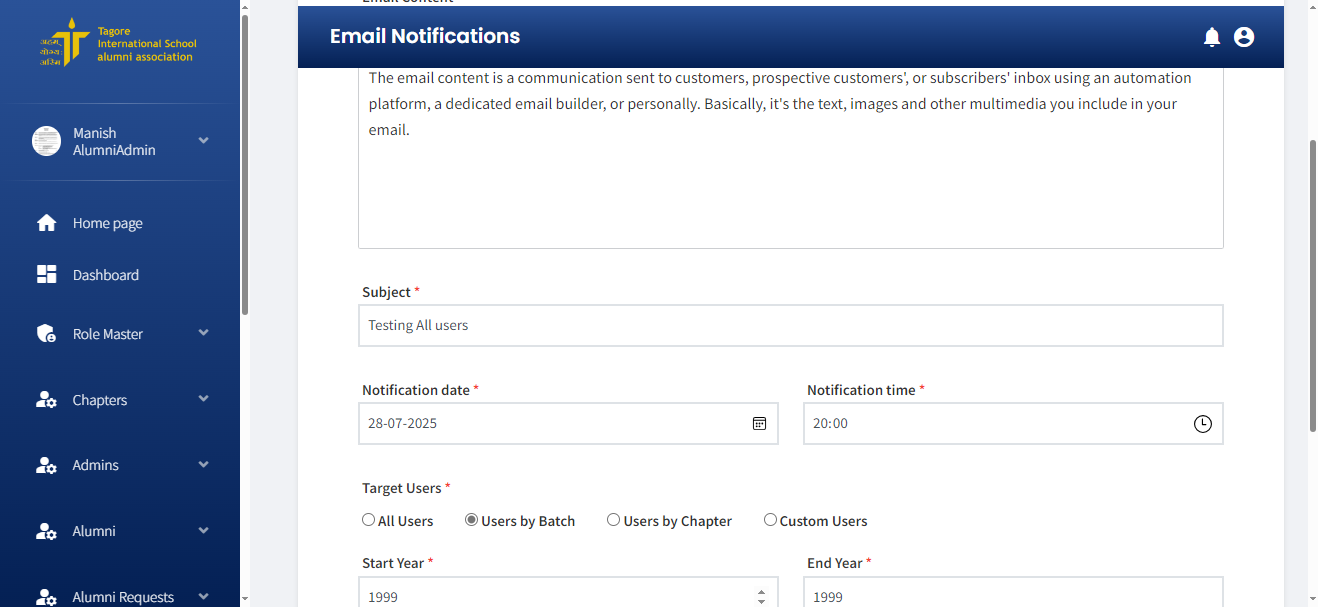 अहम्
योग्यः
अस्मि
Tagore
International School
alumni association
Manish
AlumniAdmin
Home page
Dashboard
Role Master
Chapters
Admins
Alumni
Alumni Requests
Email Content
Email Notifications
The email content is a communication sent to customers, prospective customers', or subscribers' inbox using an automation
platform, a dedicated email builder, or personally. Basically, it's the text, images and other multimedia you include in your
email.
Subject *
Testing All users
Notification date *
Notification time *
28-07-2025
20:00
Target Users *
All Users
Users by Batch
Users by Chapter
Custom Users
Start Year *
End Year *
1999
1999